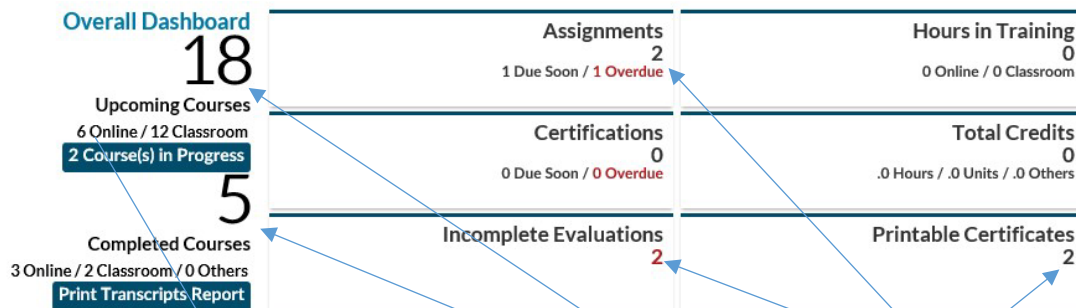 Overall Dashboard
18
Upcoming Courses
6 Online / 12 Classroom
2 Course(s) in Progress
5
Completed Courses
3 Online / 2 Classroom / 0 Others
Print Transcripts Report
Assignments
2
1 Due Soon / 1 Overdue
Hours in Training
0
0 Online / 0 Classroom
Certifications
0
0 Due Soon / 0 Overdue
Total Credits
0
.0 Hours / .0 Units / .0 Others
Incomplete Evaluations
2
Printable Certificates
2